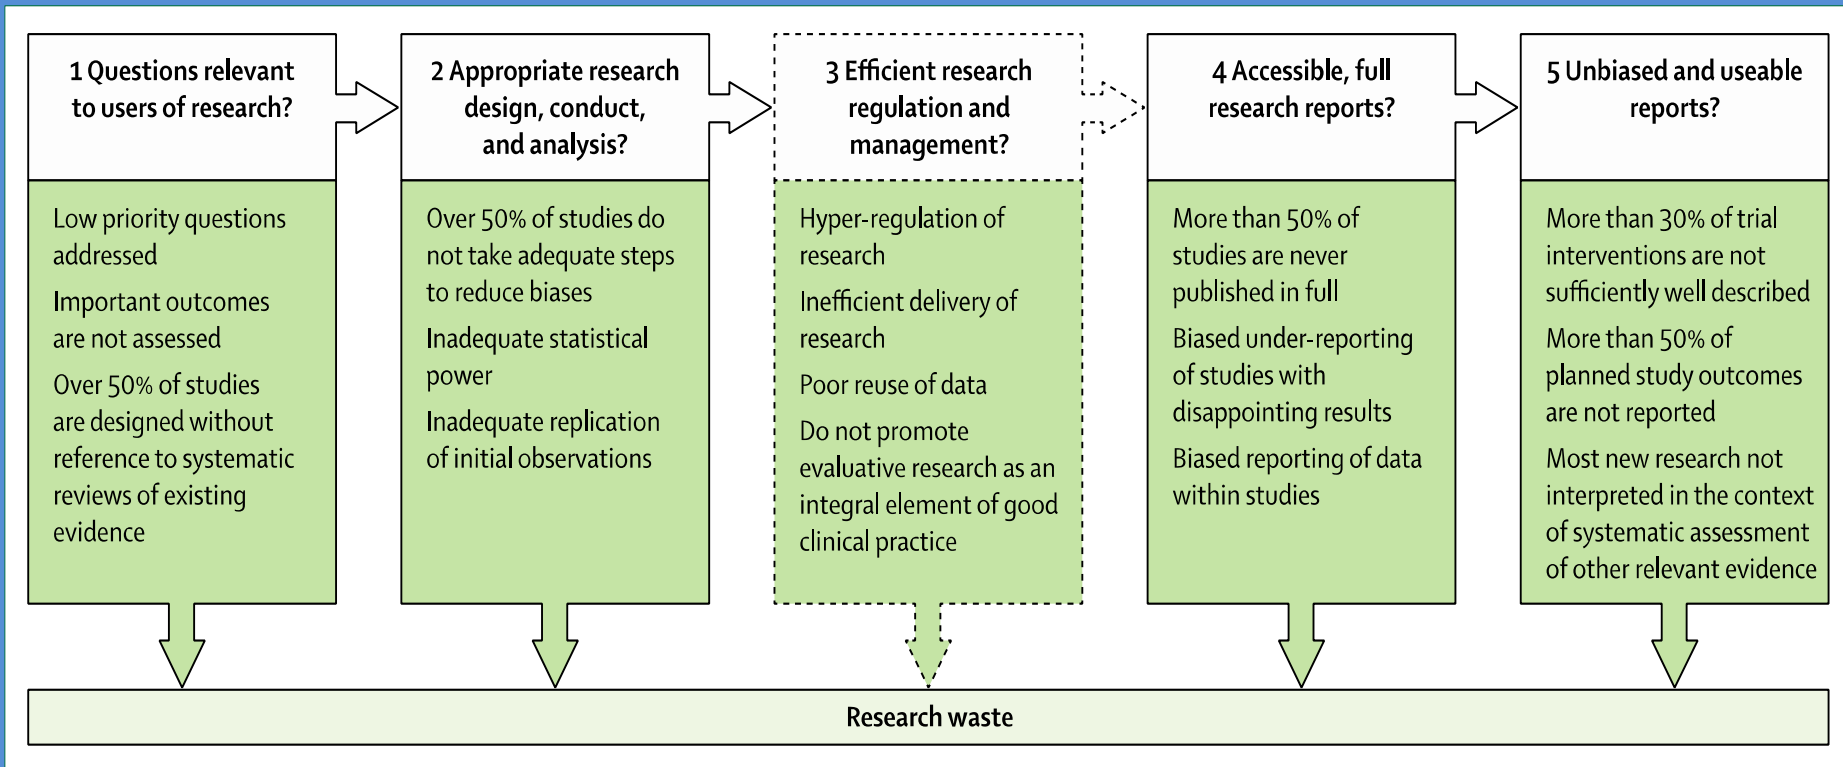 1 Questions relevant
to users of research?
Low priority questions
addressed
Important outcomes
are not assessed
Over 50% of studies
are designed without
reference to systematic
reviews of existing
evidence
2 Appropriate research
design, conduct,
and analysis?
Over 50% of studies do
not take adequate steps
to reduce biases
Inadequate statistical
power
Inadequate replication
of initial observations
3 Efficient research
regulation and
management?
Hyper-regulation of
research
Inefficient delivery of
research
Poor reuse of data
Do not promote
evaluative research as an
integral element of good
clinical practice
4 Accessible, full
research reports?
More than 50% of
studies are never
published in full
Biased under-reporting
of studies with
disappointing results
Biased reporting of data
within studies
5 Unbiased and useable
reports?
More than 30% of trial
interventions are not
sufficiently well described
More than 50% of
planned study outcomes
are not reported
Most new research not
interpreted in the context
of systematic assessment
of other relevant evidence
Research waste